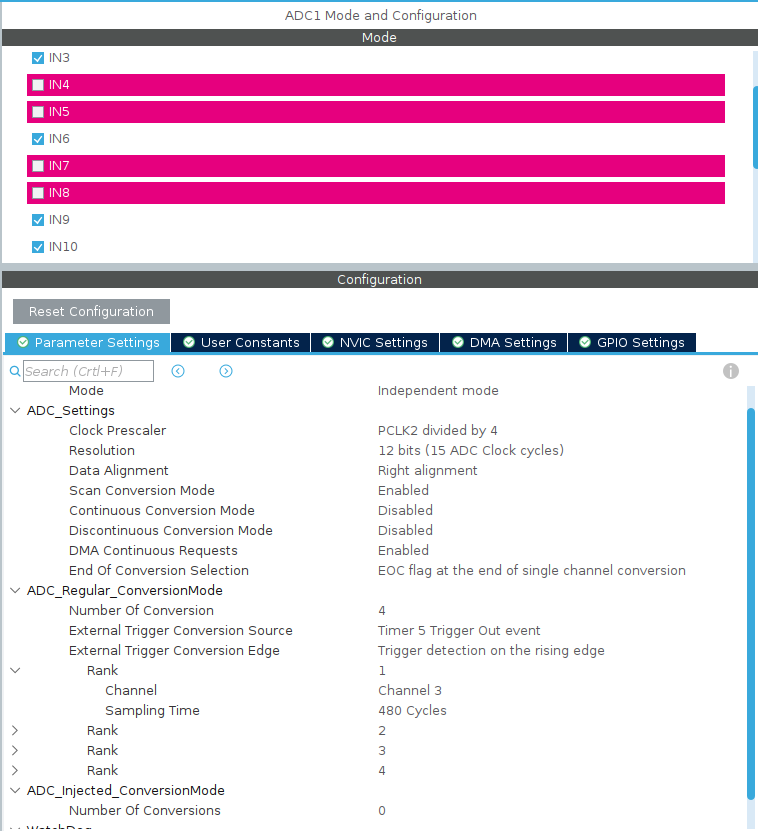 ADC1 Mode and Configuration
Mode
IN3
IN4
IN5
IN6
IN7
IN8
IN9
IN10
Configuration
Reset Configuration
Parameter Settings User Constants NVIC Settings DMA Settings GPIO Settings
Search (Crtl+F)
Mode Independent mode
ADC_Settings
Clock Prescaler PCLK2 divided by 4
Resolution 12 bits (15 ADC Clock cycles)
Data Alignment Right alignment
Scan Conversion Mode Enabled
Continuous Conversion Mode Disabled
Discontinuous Conversion Mode Disabled
DMA Continuous Requests Enabled
End Of Conversion Selection EOC flag at the end of single channel conversion
ADC_Regular_ConversionMode
Number Of Conversion 4
External Trigger Conversion Source Timer 5 Trigger Out event
External Trigger Conversion Edge Trigger detection on the rising edge
Rank 1
Channel Channel 3
Sampling Time 480 Cycles
Rank 2
Rank 3
Rank 4
ADC_Injected_ConversionMode
Number Of Conversions 0
WatchDog